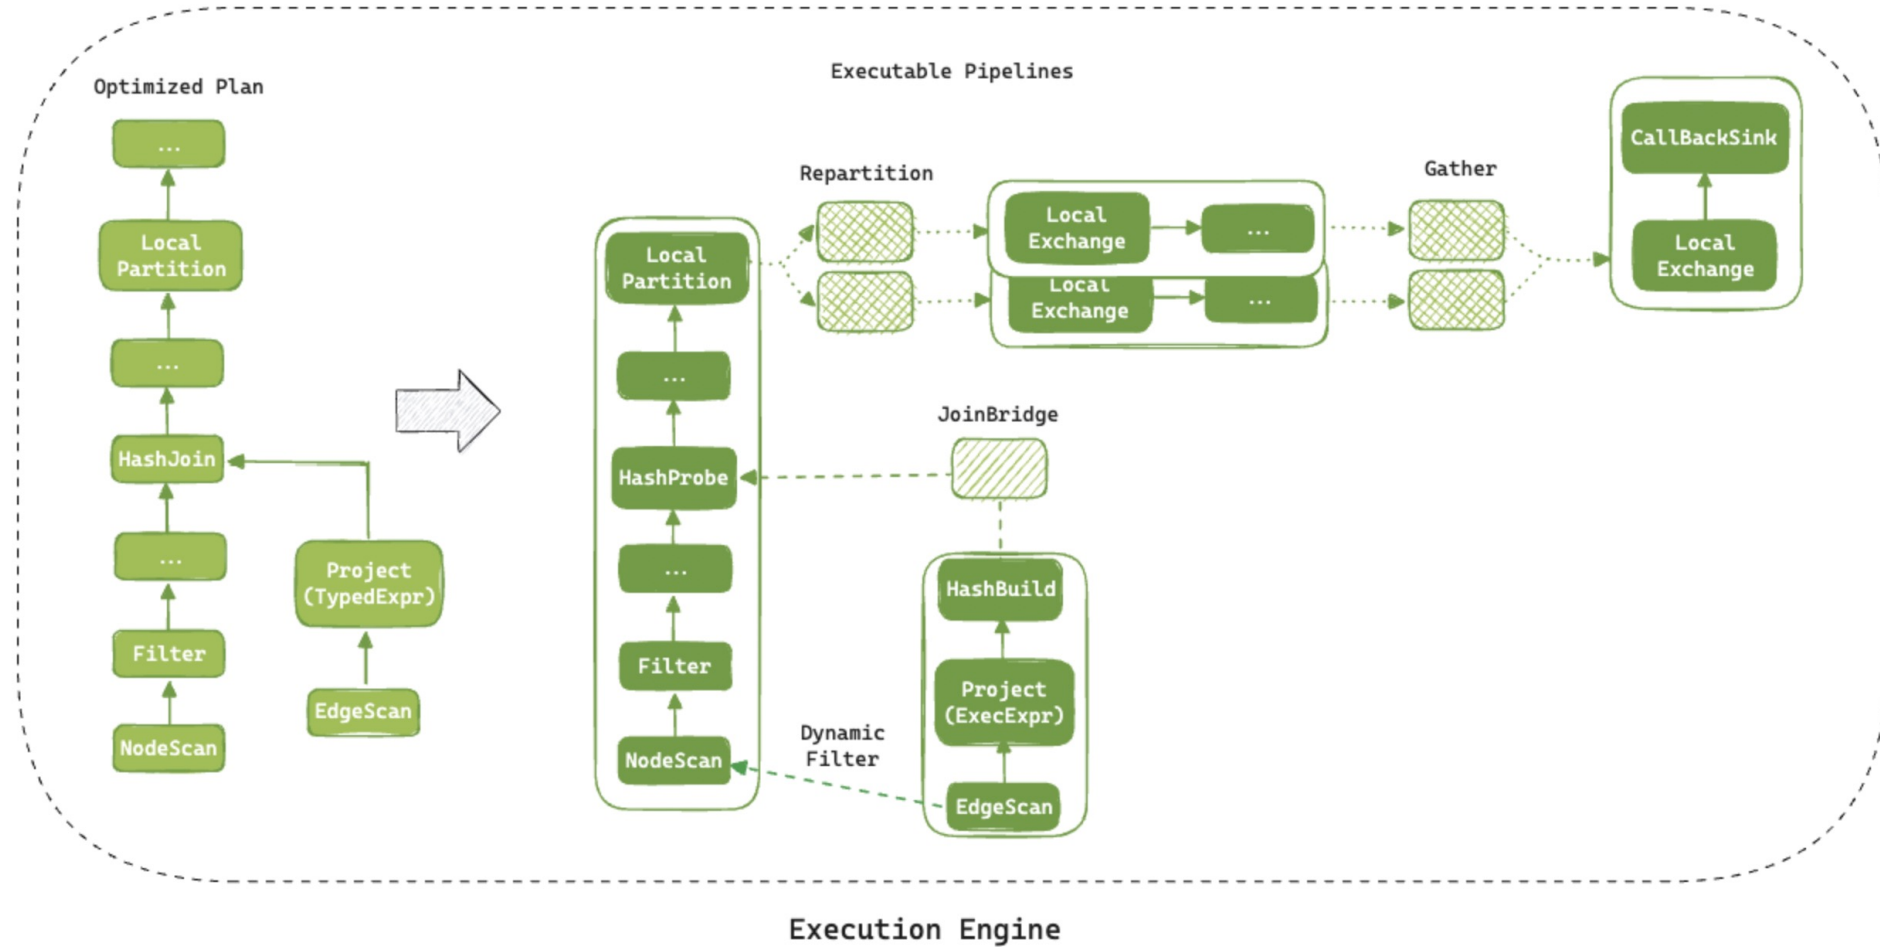 Optimized Plan
...
Local
Partition
...
HashJoin
...
Project
(TypedExpr)
Filter
EdgeScan
NodeScan
Executable Pipelines
Local
Partition
...
HashProbe
...
Filter
NodeScan
Repartition
Local
Exchange
...
Local
Exchange
...
Gather
CallBackSink
Local
Exchange
JoinBridge
HashBuild
Project
(ExecExpr)
EdgeScan
Dynamic
Filter
Execution Engine